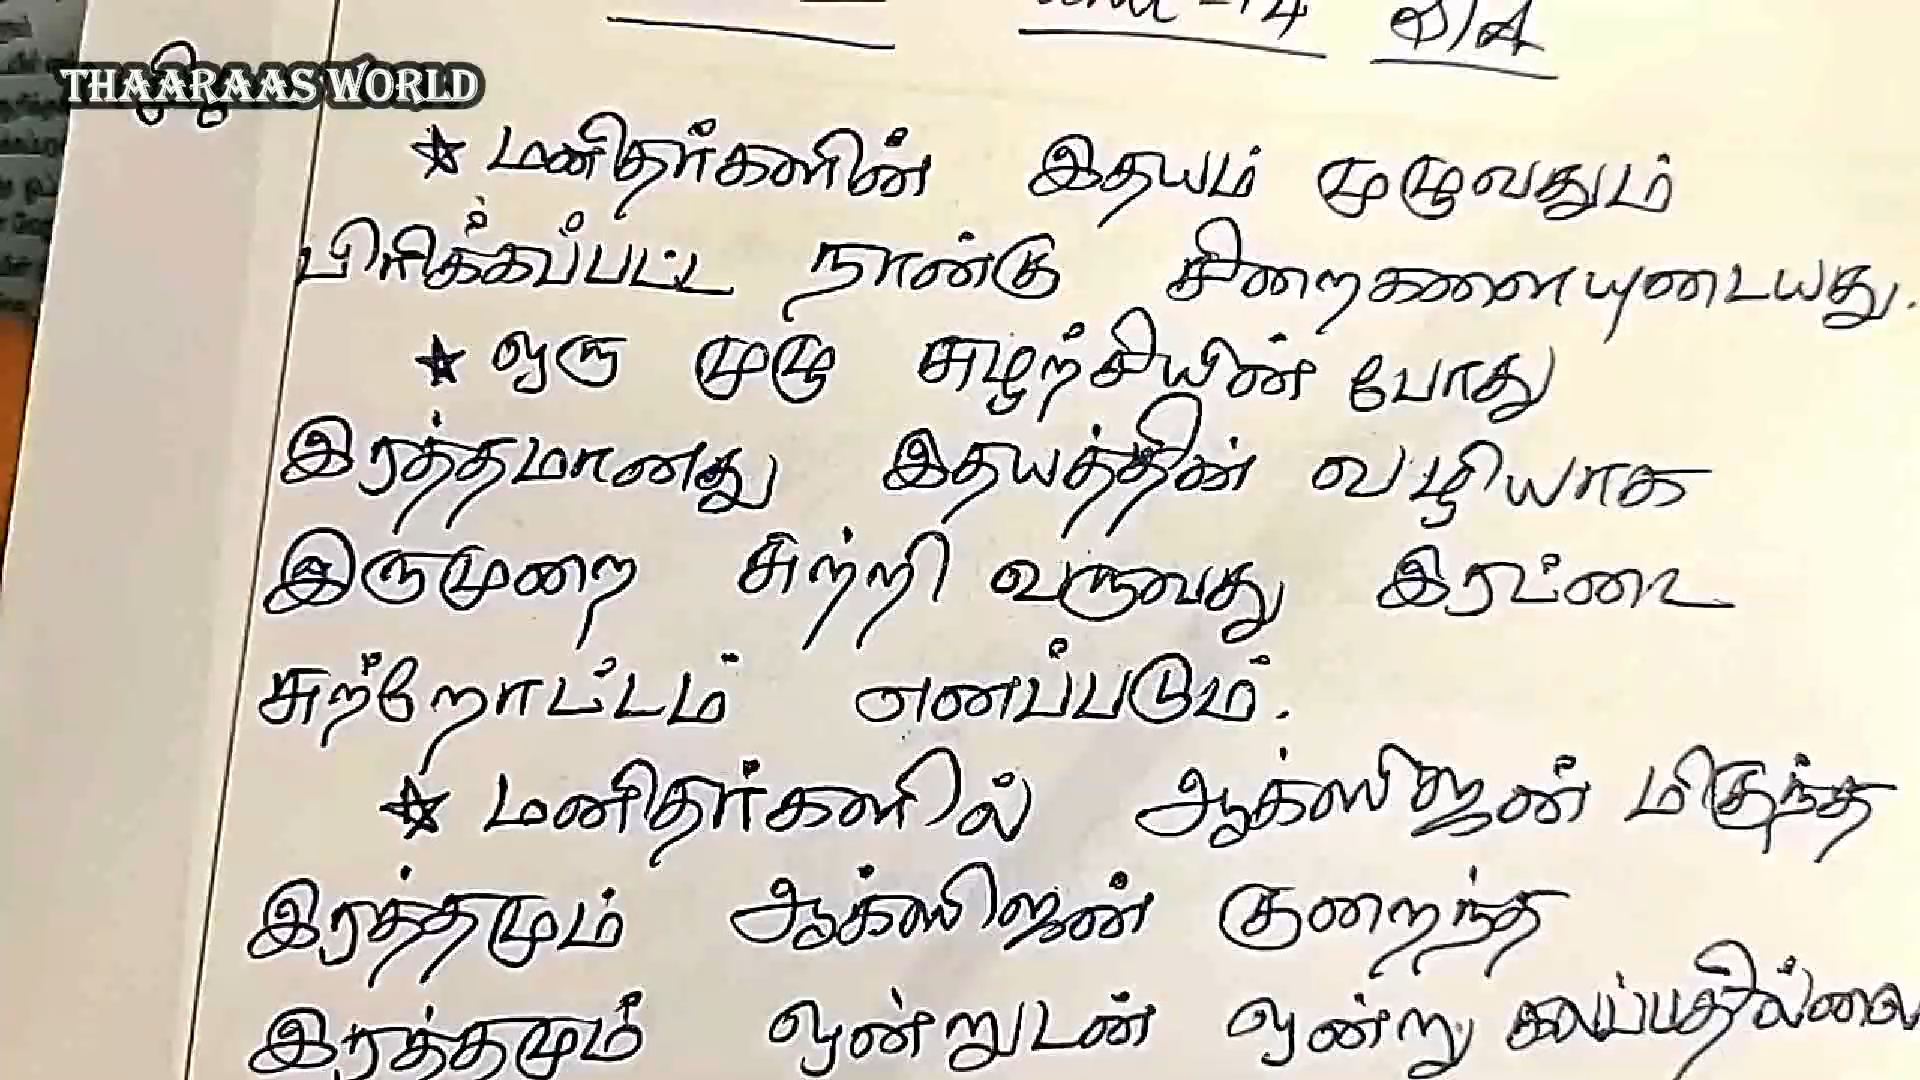 THAARAAS WORLD
★ மனிதர்களின் இதயம் முழுவதும்
பிரிக்கப்பட்ட நான்கு சிறைகளையுடையது.
★ ஒரு முழு சுழற்சியின் போது
இரத்தமானது இதயத்தின் வழியாக
இருமுறை சுற்றி வருவது இரட்டை
சுற்றோட்டம் எனப்படும்.
★ மனிதர்களில் ஆக்ஸிஜன் மிகுந்த
இரத்தமும் ஆக்ஸிஜன் குறைந்த
இரத்தமும் ஒன்றுடன் ஒன்று கலப்பதில்லை